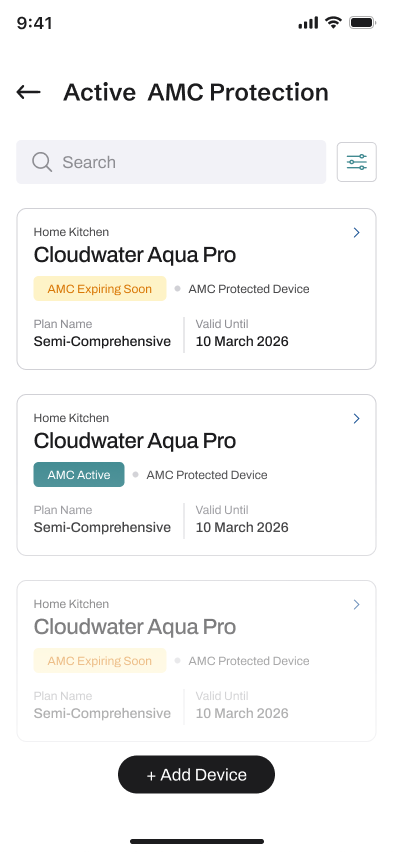 9:41
Active AMC Protection
Search
Home Kitchen
Cloudwater Aqua Pro
AMC Expiring Soon AMC Protected Device
Plan Name Valid Until
Semi-Comprehensive 10 March 2026
Home Kitchen
Cloudwater Aqua Pro
AMC Active AMC Protected Device
Plan Name Valid Until
Semi-Comprehensive 10 March 2026
Home Kitchen
Cloudwater Aqua Pro
AMC Expiring Soon AMC Protected Device
Plan Name Valid Until
Semi-Comprehensive 10 March 2026
+ Add Device